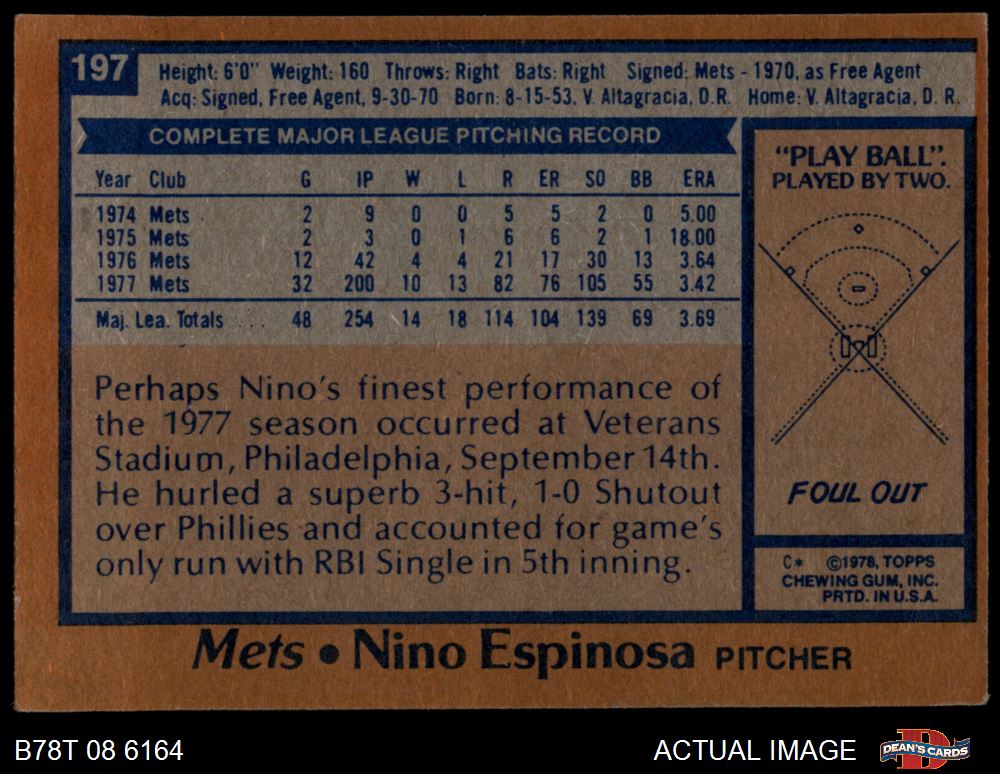 197
Height: 6'0" Weight: 160 Throws: Right Bats: Right Signed: Mets - 1970, as Free Agent
Acq: Signed, Free Agent, 9-30-70 Born: 8-15-53, V. Altagracia, D.R. Home: V. Altagracia, D. R.
COMPLETE MAJOR LEAGUE PITCHING RECORD
Year Club G IP W L R ER SO BB ERA
1974 Mets 2 9 0 0 5 5 2 0 5.00
1975 Mets 2 3 0 1 6 6 2 1 18.00
1976 Mets 12 42 4 4 21 17 30 13 3.64
1977 Mets 32 200 10 13 82 76 105 55 3.42
Maj. Lea. Totals ... 48 254 14 18 114 104 139 69 3.69
Perhaps Nino's finest performance of
the 1977 season occurred at Veterans
Stadium, Philadelphia, September 14th.
He hurled a superb 3-hit, 1-0 Shutout
over Phillies and accounted for game's
only run with RBI Single in 5th inning.
"PLAY BALL".
PLAYED BY TWO.
FOUL OUT
C* ©1978, TOPPS
CHEWING GUM, INC.
PRTD. IN U.S.A.
Mets • Nino Espinosa PITCHER
B78T 08 6164
ACTUAL IMAGE
DEAN'S CARDS